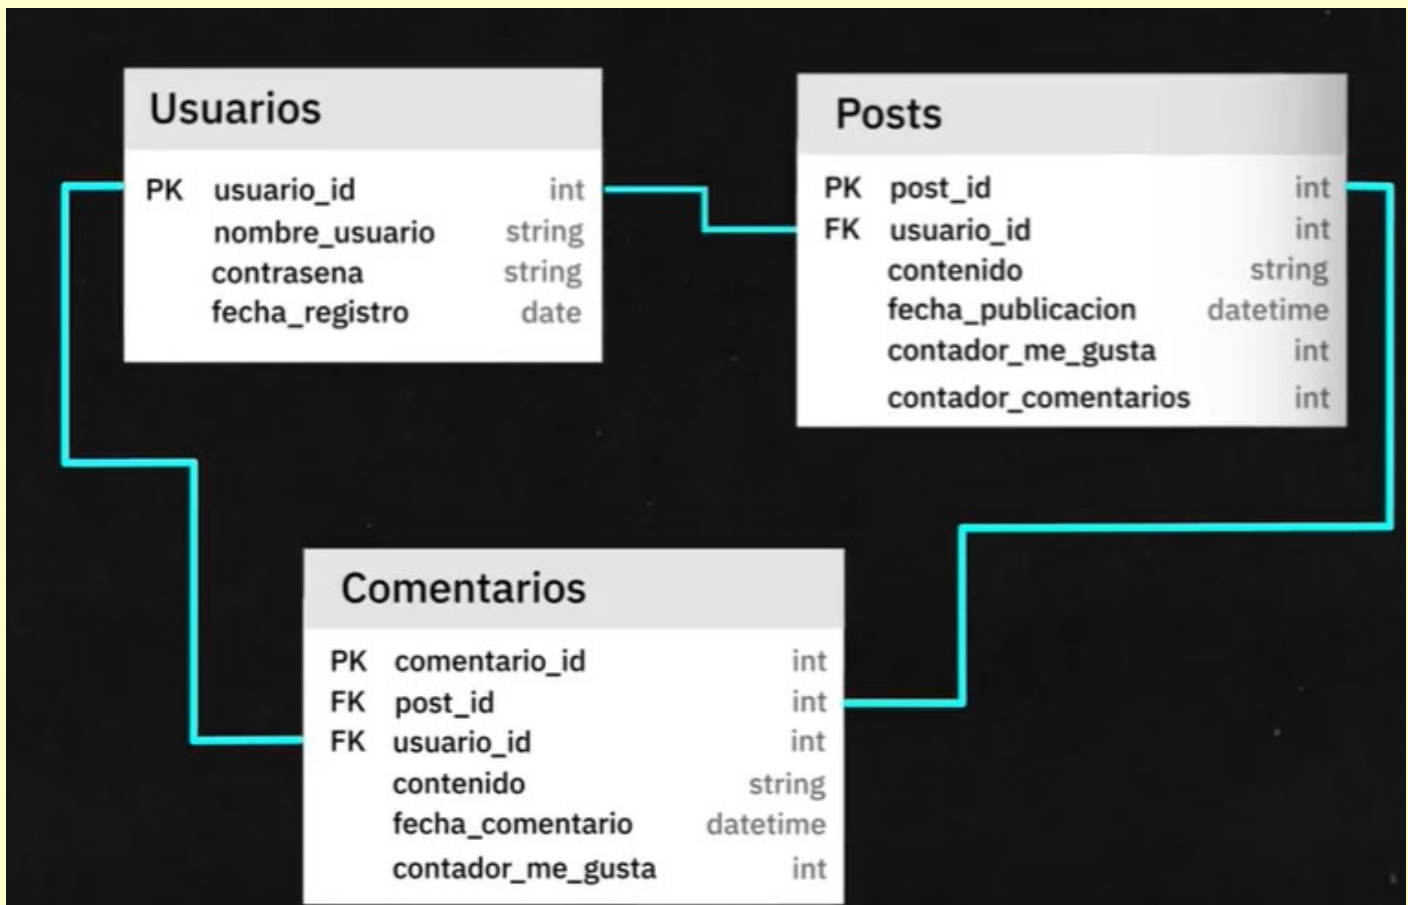 Usuarios
PK usuario_id int
nombre_usuario string
contrasena string
fecha_registro date
Posts
PK post_id int
FK usuario_id int
contenido string
fecha_publicacion datetime
contador_me_gusta int
contador_comentarios int
Comentarios
PK comentario_id int
FK post_id int
FK usuario_id int
contenido string
fecha_comentario datetime
contador_me_gusta int